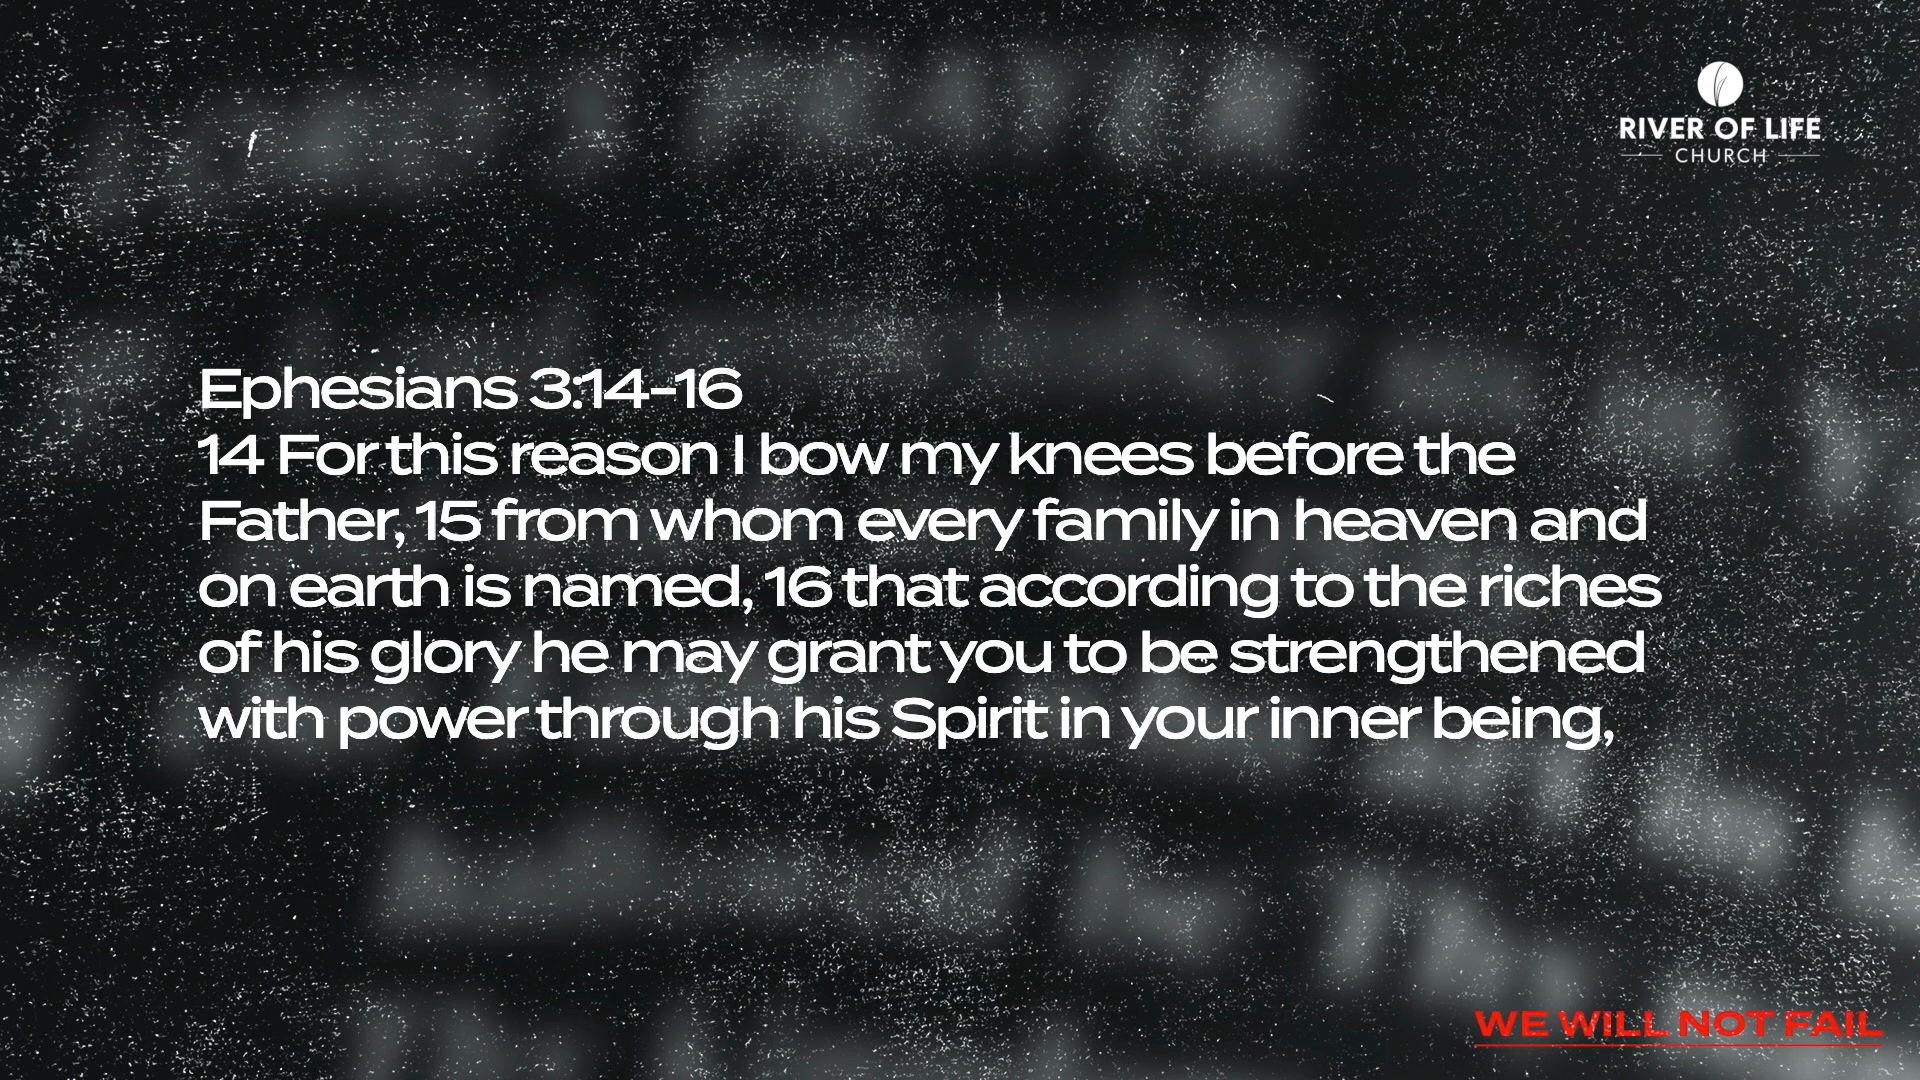 RIVER OF LIFE
CHURCH
Ephesians 3:14-16
14 For this reason I bow my knees before the
Father, 15 from whom every family in heaven and
on earth is named, 16 that according to the riches
of his glory he may grant you to be strengthened
with power through his Spirit in your inner being,
WE WILL NOT FAIL